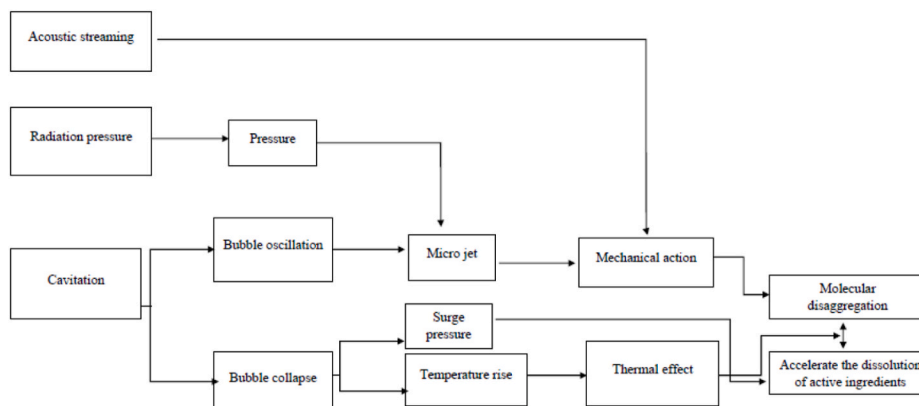 Acoustic streaming
Radiation pressure
Pressure
Bubble oscillation
Micro jet
Mechanical action
Cavitation
Molecular
disaggregation
Surge
pressure
Bubble collapse
Temperature rise
Thermal effect
Accelerate the dissolution
of active ingredients